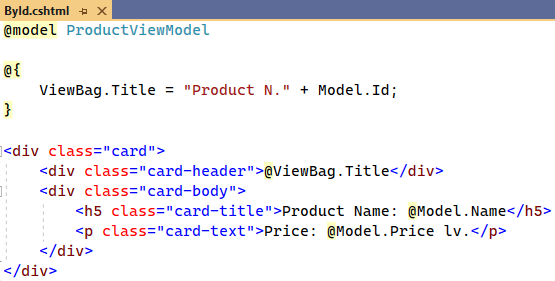 ById.cshtml
@model ProductViewModel
@{
    ViewBag.Title = "Product N." + Model.Id;
}
<div class="card">
    <div class="card-header">@ViewBag.Title</div>
    <div class="card-body">
        <h5 class="card-title">Product Name: @Model.Name</h5>
        <p class="card-text">Price: @Model.Price lv.</p>
    </div>
</div>